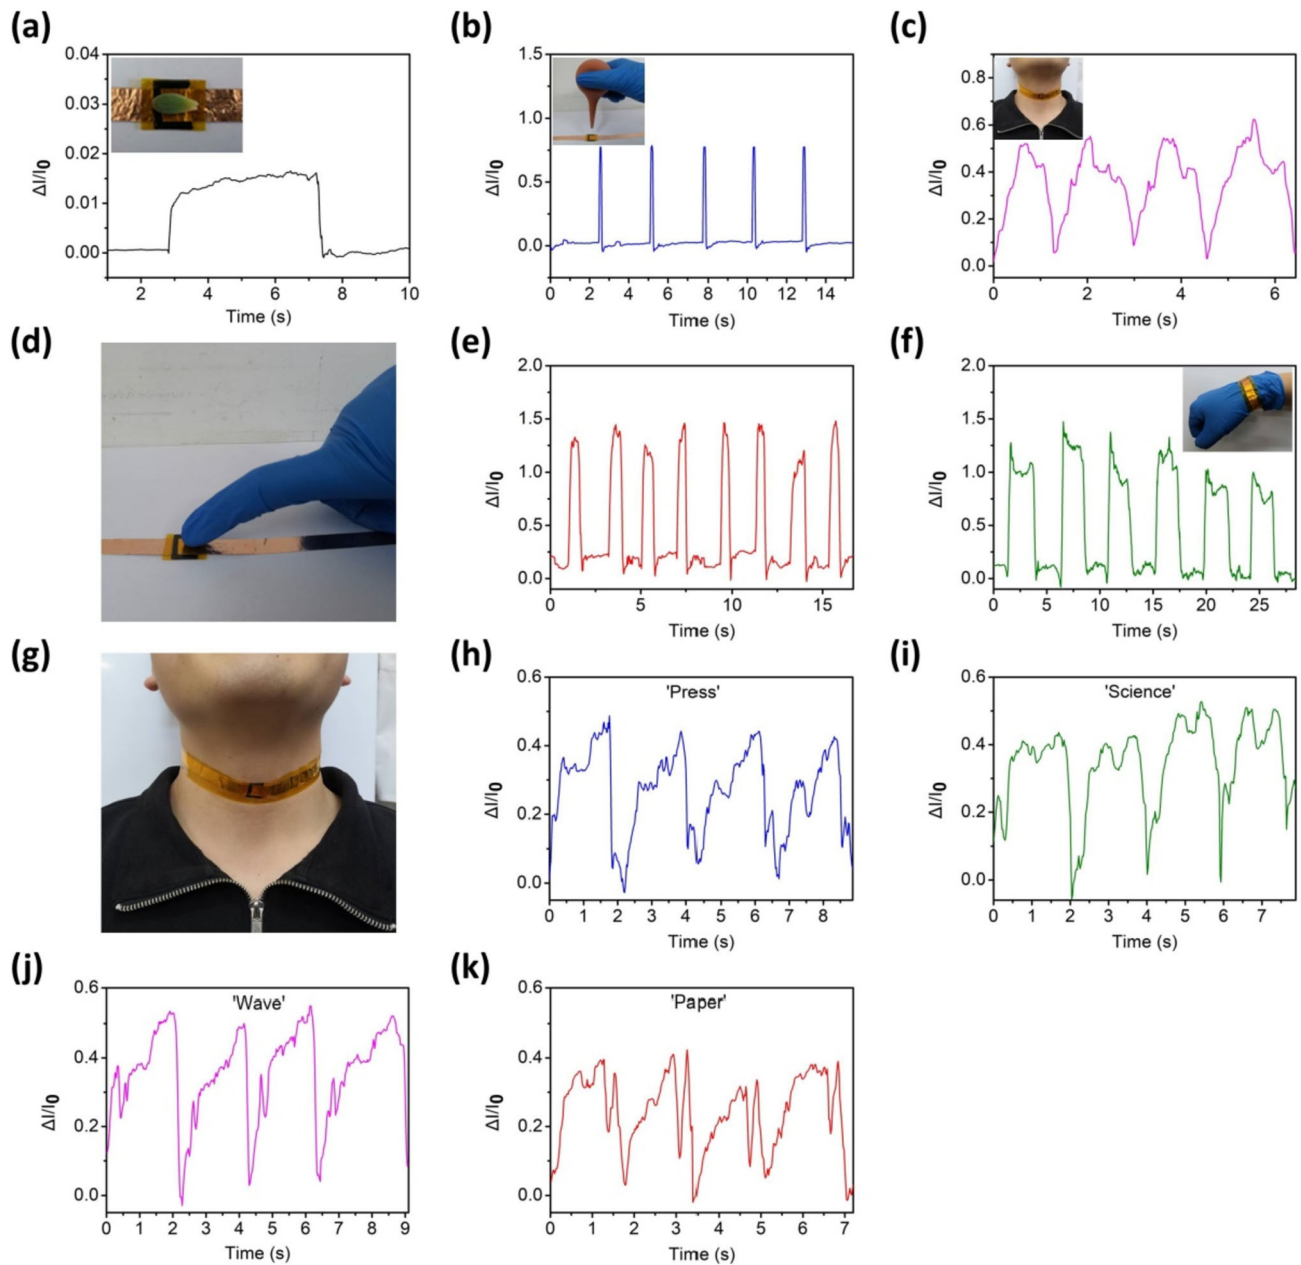 (a)
0.04
0.03
0.02
0.01
0.00
ΔI/I0
2 4 6 8 10
Time (s)
(b)
1.5
1.0
0.5
0.0
ΔI/I0
0 2 4 6 8 10 12 14
Time (s)
(c)
0.8
0.6
0.4
0.2
0.0
ΔI/I0
0 2 4 6
Time (s)
(d)
(e)
2.0
1.5
1.0
0.5
0.0
ΔI/I0
0 5 10 15
Time (s)
(f)
2.0
1.5
1.0
0.5
0.0
ΔI/I0
0 5 10 15 20 25
Time (s)
(g)
(h)
'Press'
0.6
0.4
0.2
0.0
ΔI/I0
0 1 2 3 4 5 6 7 8
Time (s)
(i)
'Science'
0.6
0.4
0.2
0.0
ΔI/I0
0 1 2 3 4 5 6 7
Time (s)
(j)
'Wave'
0.6
0.4
0.2
0.0
ΔI/I0
0 1 2 3 4 5 6 7 8 9
Time (s)
(k)
'Paper'
0.6
0.4
0.2
0.0
ΔI/I0
0 1 2 3 4 5 6 7
Time (s)